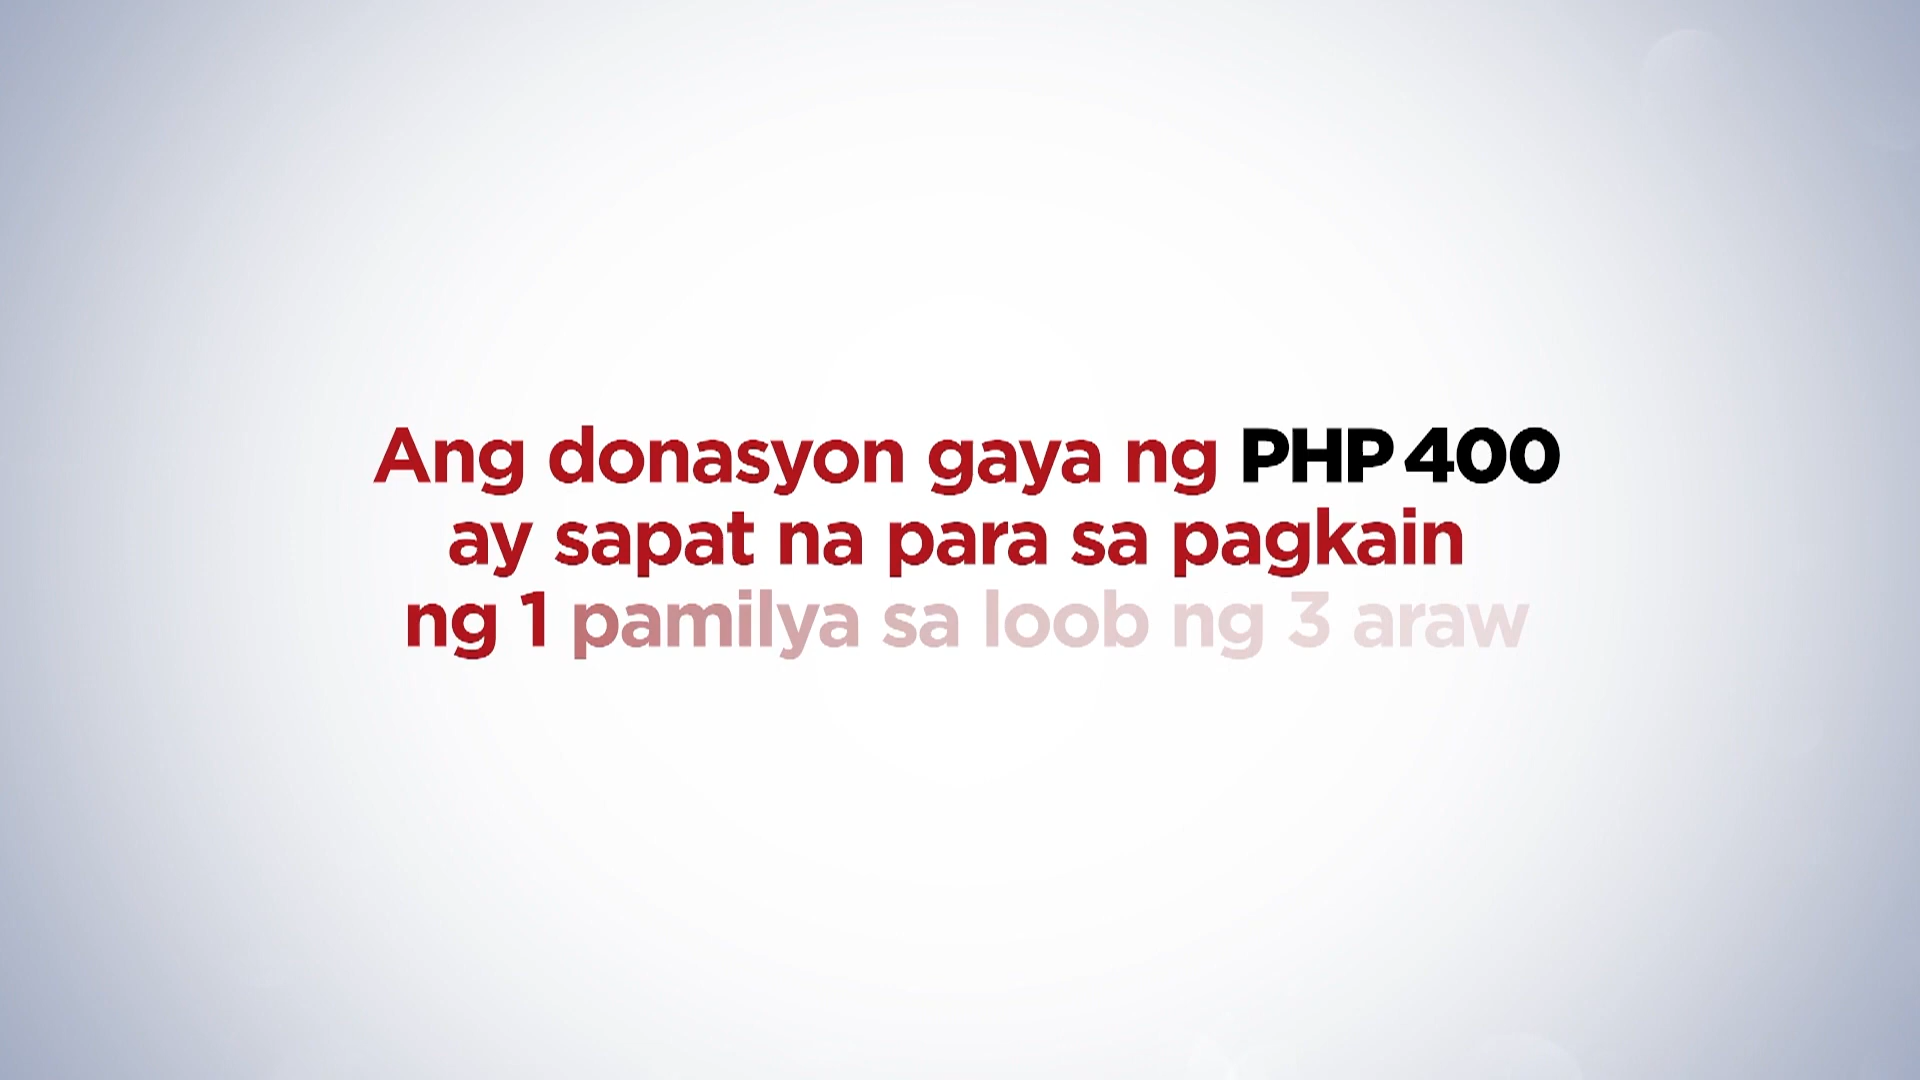 Ang donasyon gaya ng PHP 400
ay sapat na para sa pagkain
ng 1 pamilya sa loob ng 3 araw